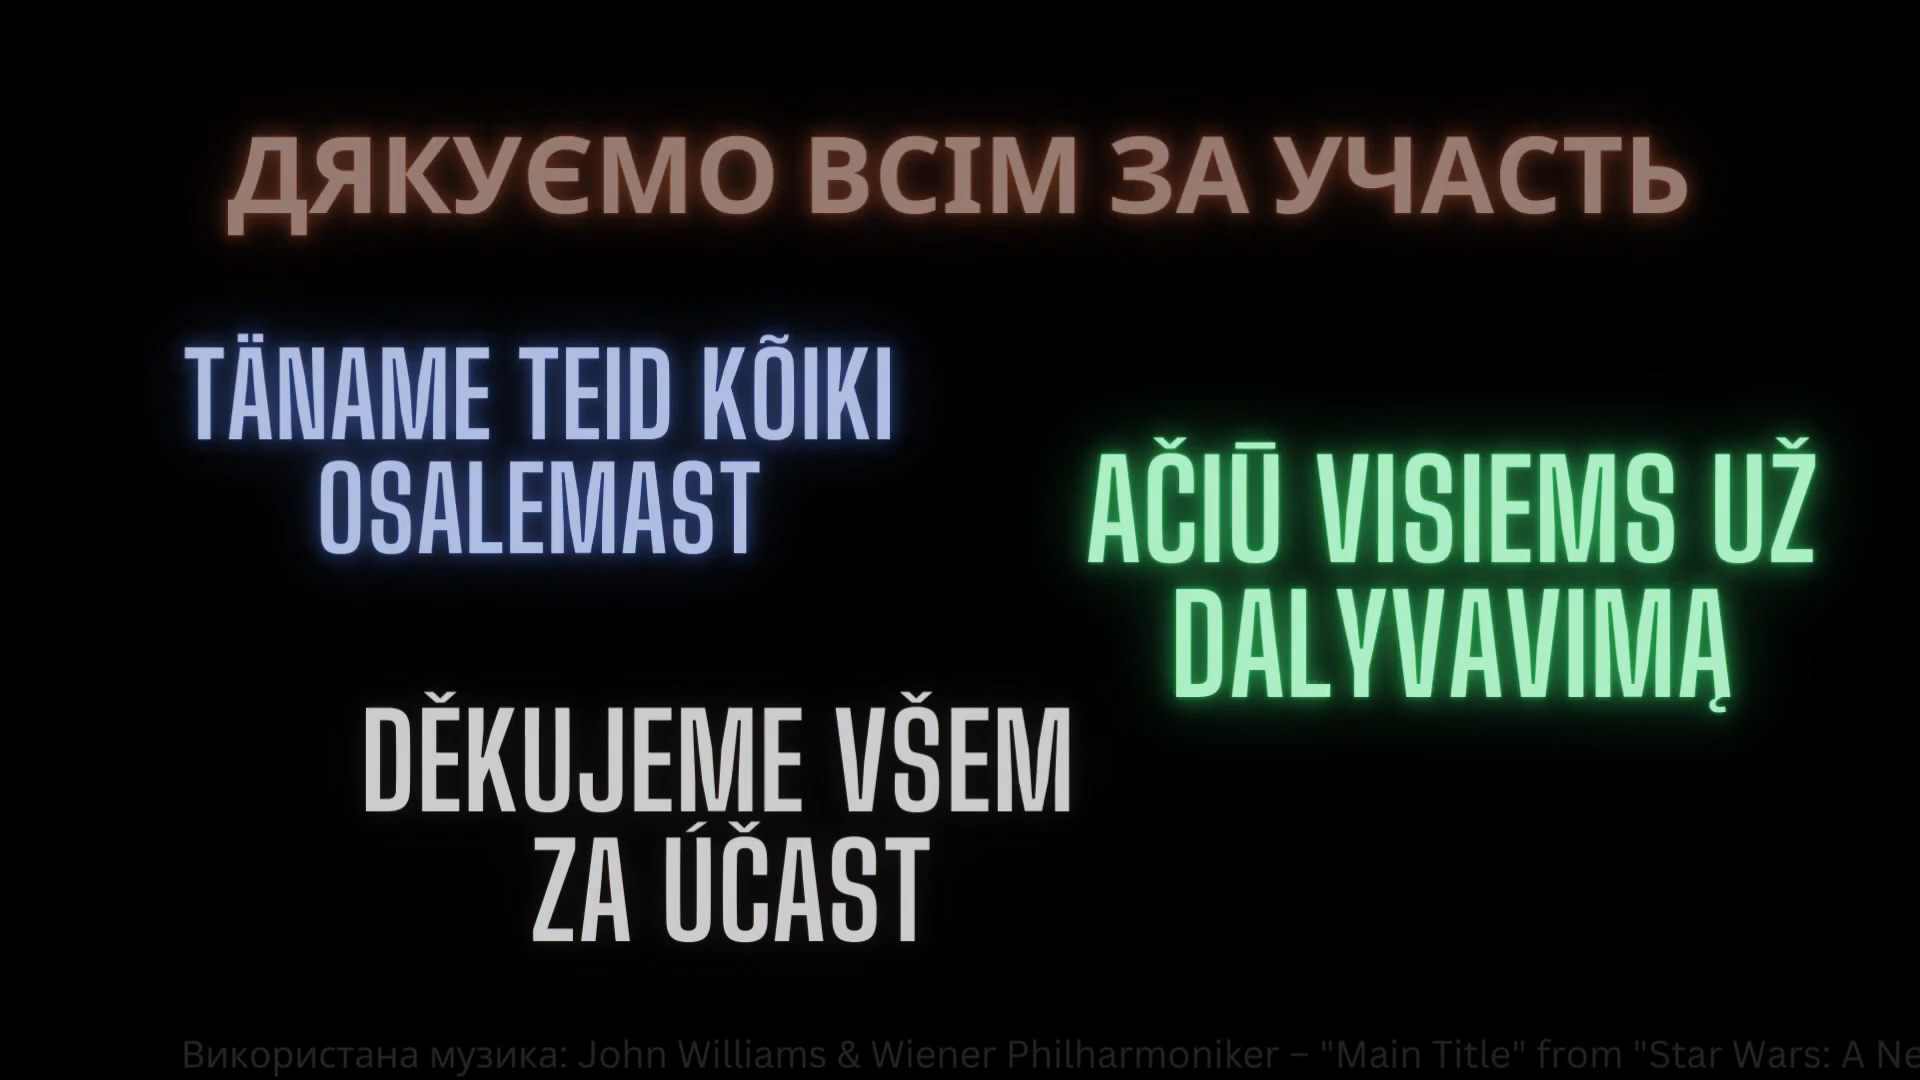 ДЯКУЄМО ВСІМ ЗА УЧАСТЬ
TÄNAME TEID KÕIKI
OSALEMAST
AČIŪ VISIEMS UŽ
DALYVAVIMĄ
DĚKUJEME VŠEM
ZA ÚČAST
Використана музика: John Williams & Wiener Philharmoniker – "Main Title" from "Star Wars: A Ne